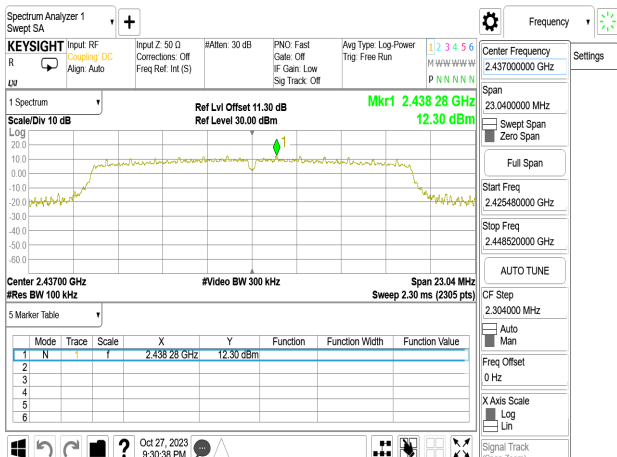 Spectrum Analyzer 1
Swept SA
Frequency
KEYSIGHT
R
LXI
Input: RF
Coupling: DC
Align: Auto
Input Z: 50 Ω
Corrections: Off
Freq Ref: Int (S)
#Atten: 30 dB
PNO: Fast
Gate: Off
IF Gain: Low
Sig Track: Off
Avg Type: Log-Power
Trig: Free Run
1 2 3 4 5 6
M W W W W W
P N N N N N
1 Spectrum
Scale/Div 10 dB
Ref Lvl Offset 11.30 dB
Ref Level 30.00 dBm
Mkr1 2.438 28 GHz
12.30 dBm
Log
20.0
10.0
0.00
-10.0
-20.0
-30.0
-40.0
-50.0
-60.0
1
Center 2.43700 GHz
#Res BW 100 kHz
#Video BW 300 kHz
Span 23.04 MHz
Sweep 2.30 ms (2305 pts)
5 Marker Table
Mode Trace Scale X Y Function Function Width Function Value
1 N 1 f 2.438 28 GHz 12.30 dBm
2
3
4
5
6
Oct 27, 2023
9:30:38 PM
Center Frequency
2.437000000 GHz
Settings
Span
23.0400000 MHz
Swept Span
Zero Span
Full Span
Start Freq
2.425480000 GHz
Stop Freq
2.448520000 GHz
AUTO TUNE
CF Step
2.304000 MHz
Auto
Man
Freq Offset
0 Hz
X Axis Scale
Log
Lin
Signal Track